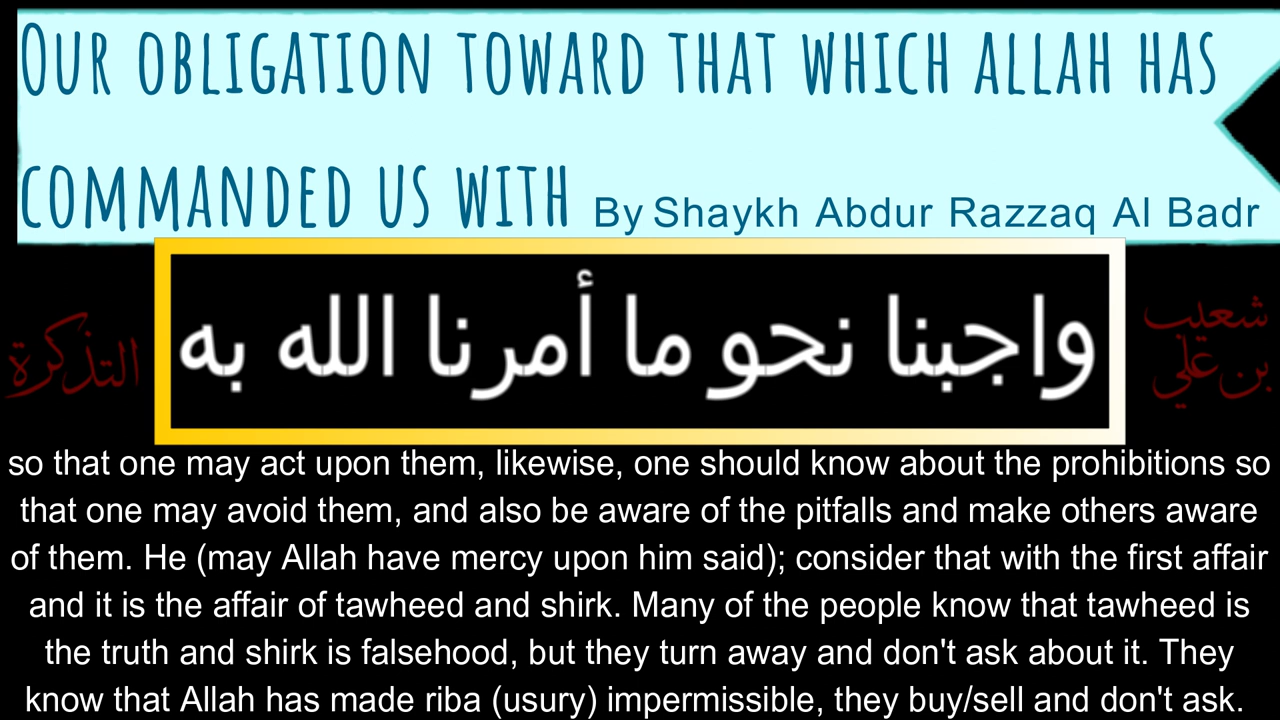 Our obligation toward that which Allah has
commanded us with By Shaykh Abdur Razzaq Al Badr
واجبنا نحو ما أمرنا الله به
شعيب
بن علي
التذكرة
so that one may act upon them, likewise, one should know about the prohibitions so
that one may avoid them, and also be aware of the pitfalls and make others aware
of them. He (may Allah have mercy upon him said); consider that with the first affair
and it is the affair of tawheed and shirk. Many of the people know that tawheed is
the truth and shirk is falsehood, but they turn away and don't ask about it. They
know that Allah has made riba (usury) impermissible, they buy/sell and don't ask.